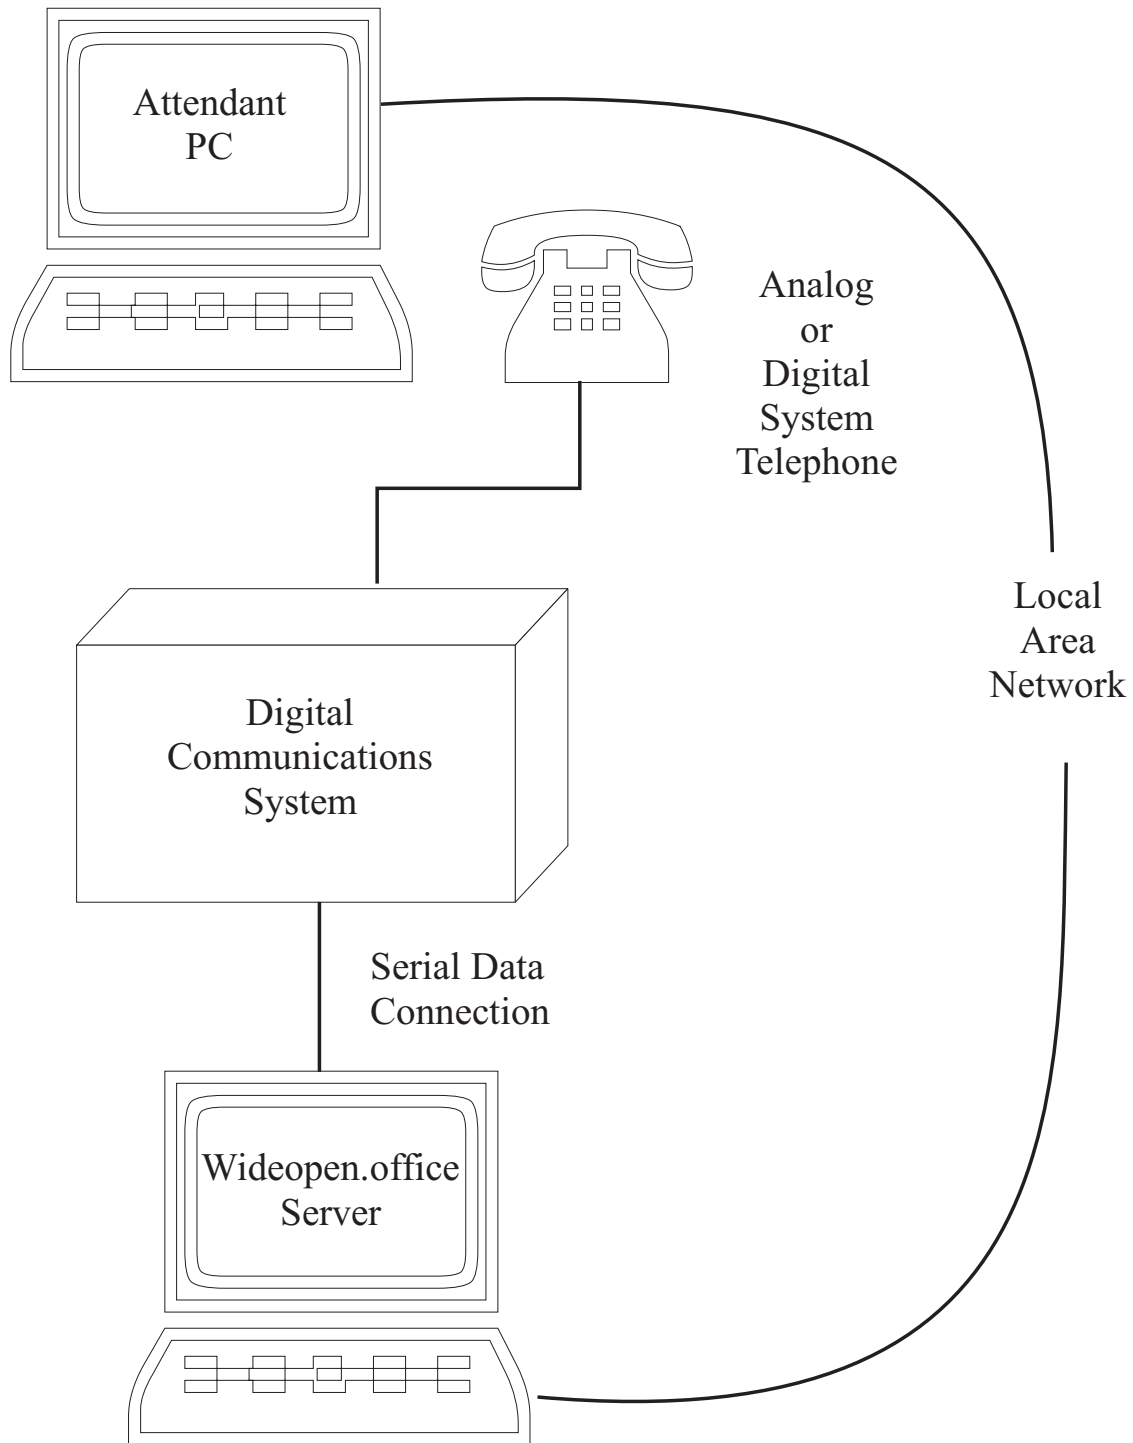 Attendant
PC
Analog
or
Digital
System
Telephone
Local
Area
Network
Digital
Communications
System
Serial Data
Connection
Wideopen.office
Server